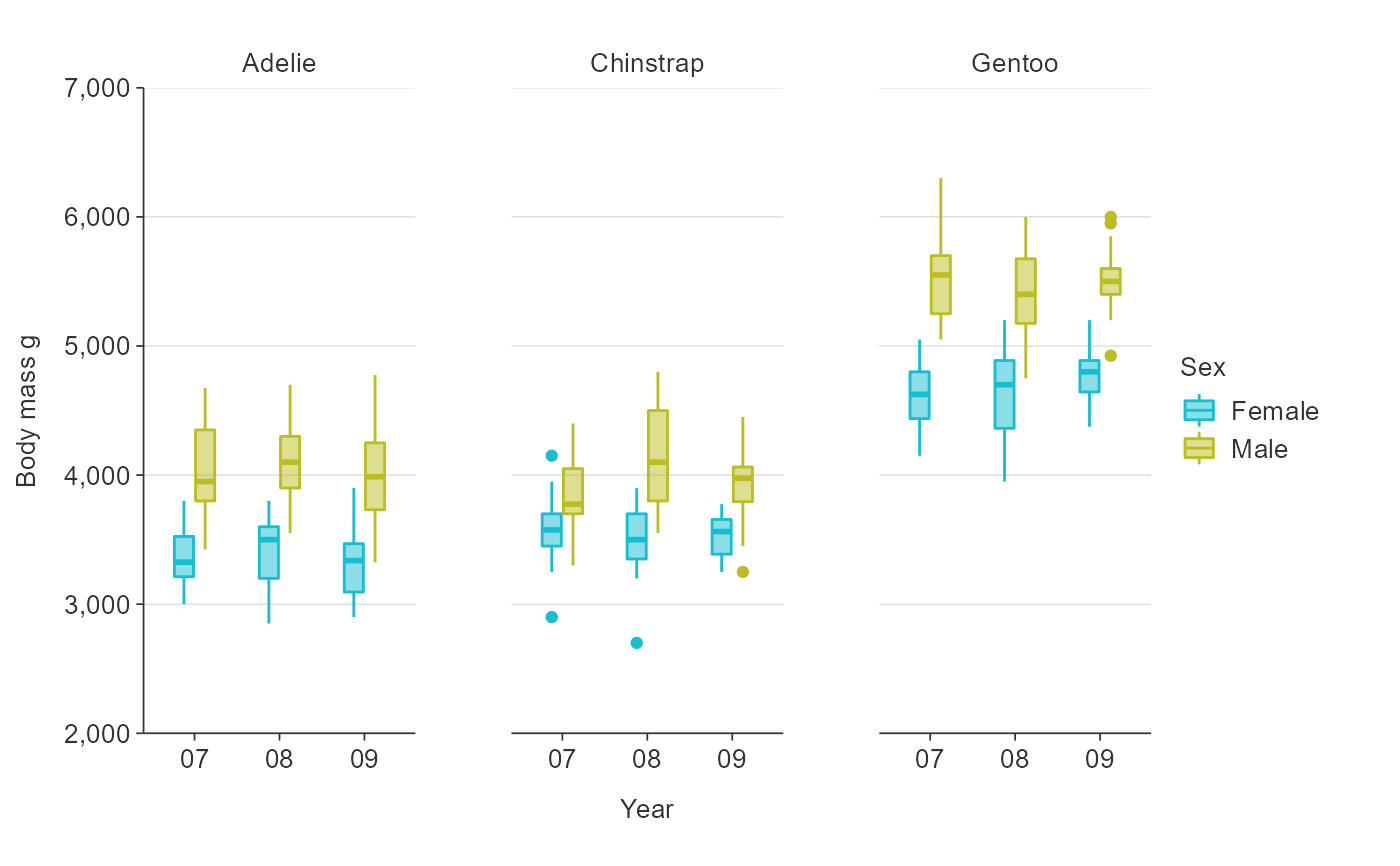 Adelie Chinstrap Gentoo
7,000
6,000
5,000
4,000
3,000
2,000
Body mass g
07 08 09 07 08 09 07 08 09
Year
Sex
Female
Male